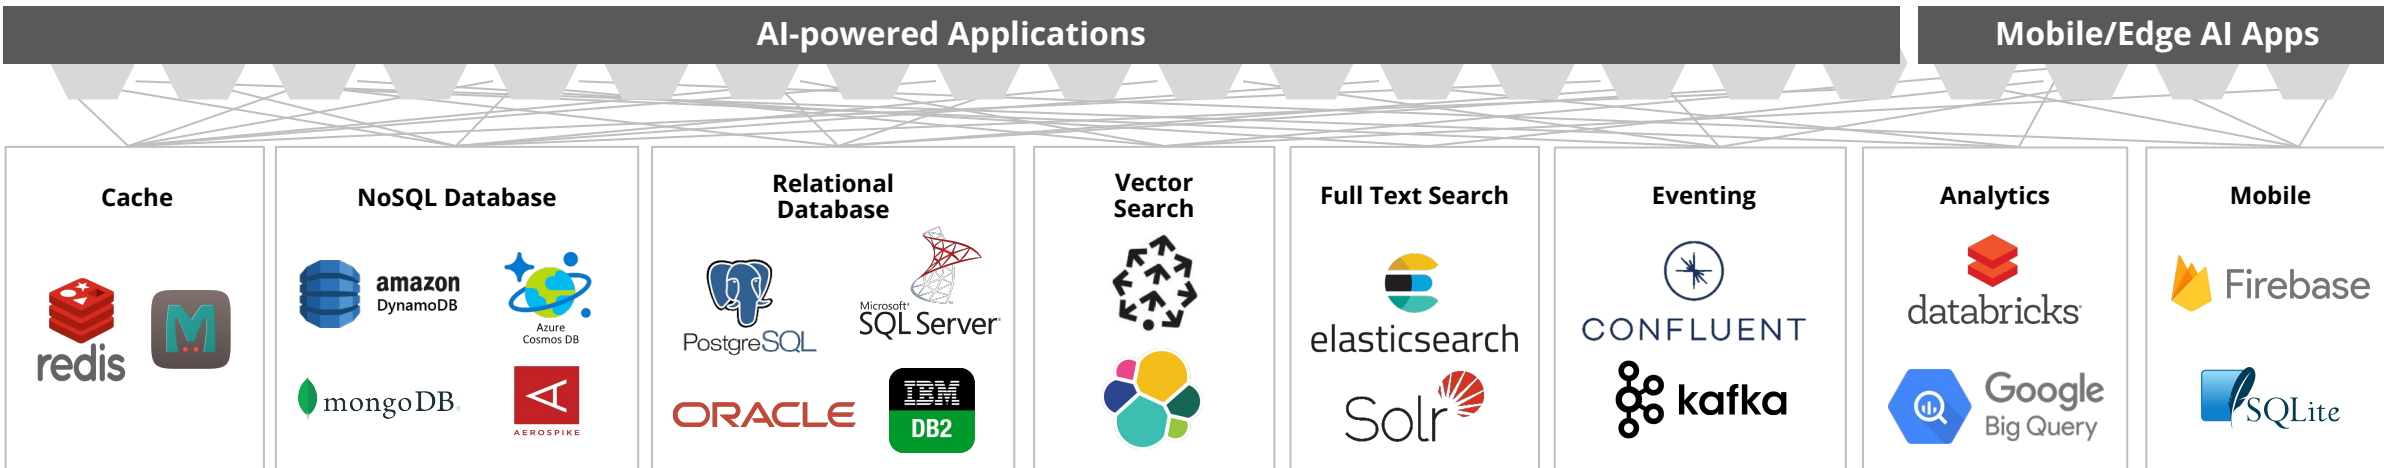 AI-powered Applications
Mobile/Edge AI Apps
Cache
redis
M
NoSQL Database
amazon
DynamoDB
Azure
Cosmos DB
mongoDB
AEROSPIKE
Relational
Database
PostgreSQL
Microsoft®
SQL Server
ORACLE
IBM
DB2
Vector
Search
Full Text Search
elasticsearch
Solr
Eventing
CONFLUENT
kafka
Analytics
databricks
Google
Big Query
Mobile
Firebase
SQLite